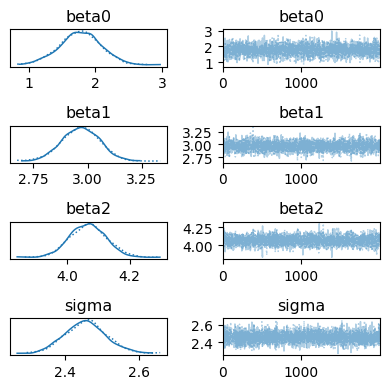 beta0 beta0
3
2
1
1 2 3 0 1000
beta1 beta1
3.25
3.00
2.75
2.75 3.00 3.25 0 1000
beta2 beta2
4.25
4.00
4.0 4.2 0 1000
sigma sigma
2.6
2.4
2.4 2.6 0 1000